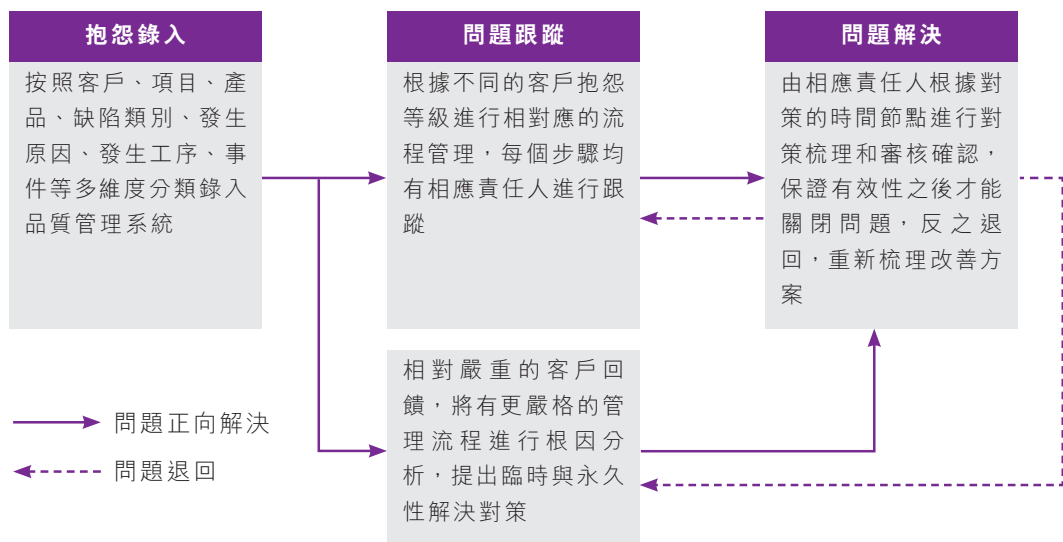 抱怨錄入
按照客戶、項目、產
品、缺陷類別、發生
原因、發生工序、事
件等多維度分類錄入
品質管理系統
問題跟蹤
根據不同的客戶抱怨
等級進行相對應的流
程管理，每個步驟均
有相應責任人進行跟
蹤
問題解決
由相應責任人根據對
策的時間節點進行對
策梳理和審核確認，
保證有效性之後才能
關閉問題，反之退
回，重新梳理改善方
案
相對嚴重的客戶回
饋，將有更嚴格的管
理流程進行根因分
析，提出臨時與永久
性解決對策
問題正向解決
問題退回